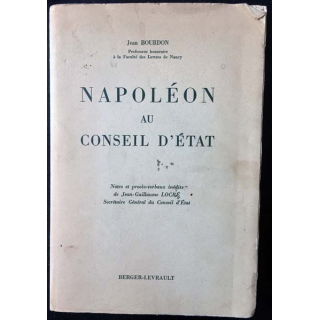 Jean BOURDON
Professeur honoraire
à la Faculté des Lettres de Nancy
NAPOLÉON
AU
CONSEIL D'ÉTAT
Notes et procès-verbaux inédits
de Jean-Guillaume LOCRÉ
Secrétaire Général du Conseil d'État
BERGER-LEVRAULT